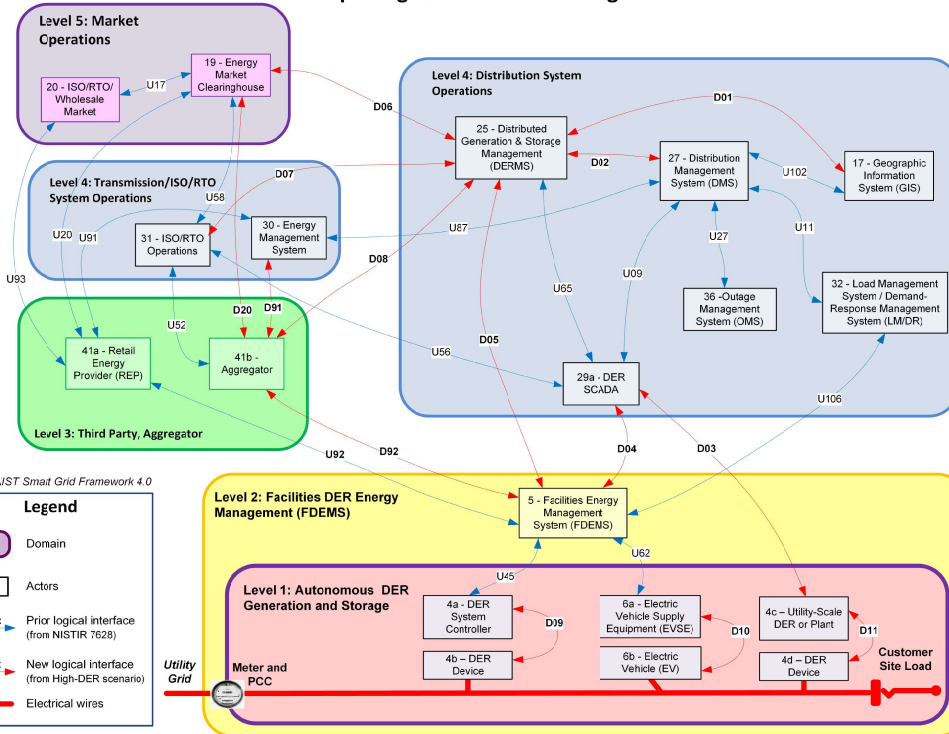 Level 5: Market
Operations
19 - Energy
Market
Clearinghouse
20 - ISO/RTO/
Wholesale
Market
U17
D06
Level 4: Distribution System
Operations
D01
25 - Distributed
Generation & Storage
Management
(DERMS)
D02
27 - Distribution
Management
System (DMS)
U102
17 - Geographic
Information
System (GIS)
Level 4: Transmission/ISO/RTO
System Operations
D07
U58
31 - ISO/RTO
Operations
30 - Energy
Management
System
U87
U20
U91
U93
D08
U65
U09
U27
U11
36 -Outage
Management
System (OMS)
32 - Load Management
System / Demand-
Response Management
System (LM/DR)
D20
D91
U52
U56
D05
41a - Retail
Energy
Provider (REP)
41b -
Aggregator
29a - DER
SCADA
U106
Level 3: Third Party, Aggregator
U92
D92
D04
D03
IST Smart Grid Framework 4.0
Legend
Domain
Actors
Prior logical interface
(from NISTIR 7628)
New logical interface
(from High-DER scenario)
Electrical wires
Level 2: Facilities DER Energy
Management (FDEMS)
5 - Facilities Energy
Management
System (FDEMS)
U45
U62
Level 1: Autonomous DER
Generation and Storage
4a - DER
System
Controller
D09
4b – DER
Device
6a - Electric
Vehicle Supply
Equipment (EVSE)
D10
6b - Electric
Vehicle (EV)
4c – Utility-Scale
DER or Plant
D11
4d – DER
Device
Customer
Site Load
Utility
Grid
Meter and
PCC